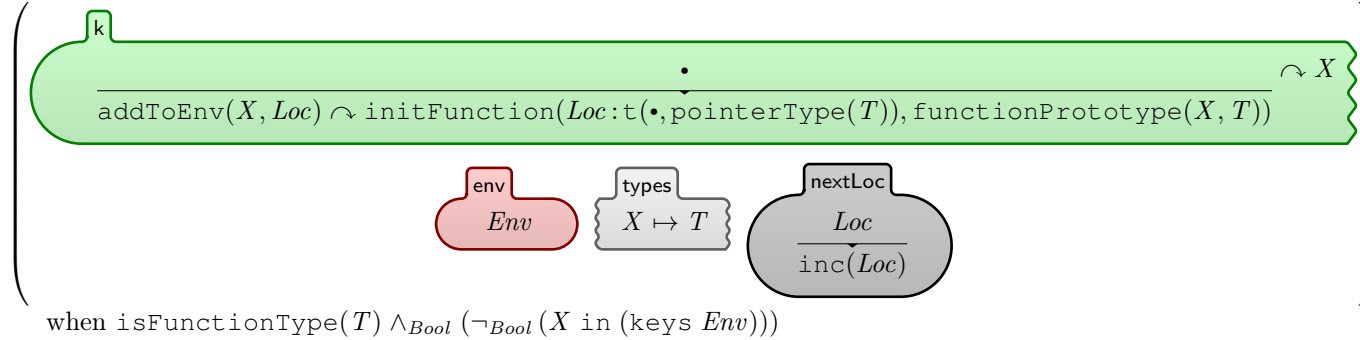 k
• ↷ X
addToEnv(X, Loc) ↷ initFunction(Loc : t(•, pointerType(T)), functionPrototype(X, T))
env types nextLoc
Env X ↦ T Loc
inc(Loc)
when isFunctionType(T) ∧Bool (¬Bool (X in (keys Env)))